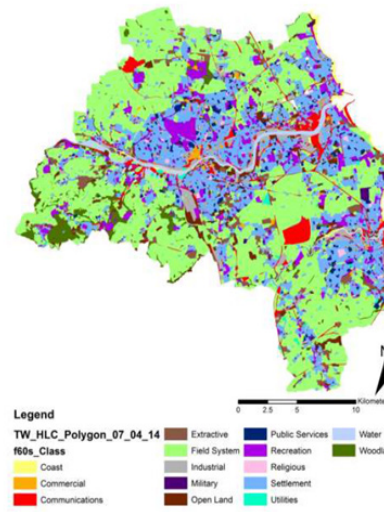 N
Kilomete
0 2.5 5 10
Legend
TW_HLC_Polygon_07_04_14
f60s_Class
Coast
Commercial
Communications
Extractive
Field System
Industrial
Military
Open Land
Public Services
Recreation
Religious
Settlement
Utilities
Water
Woodl